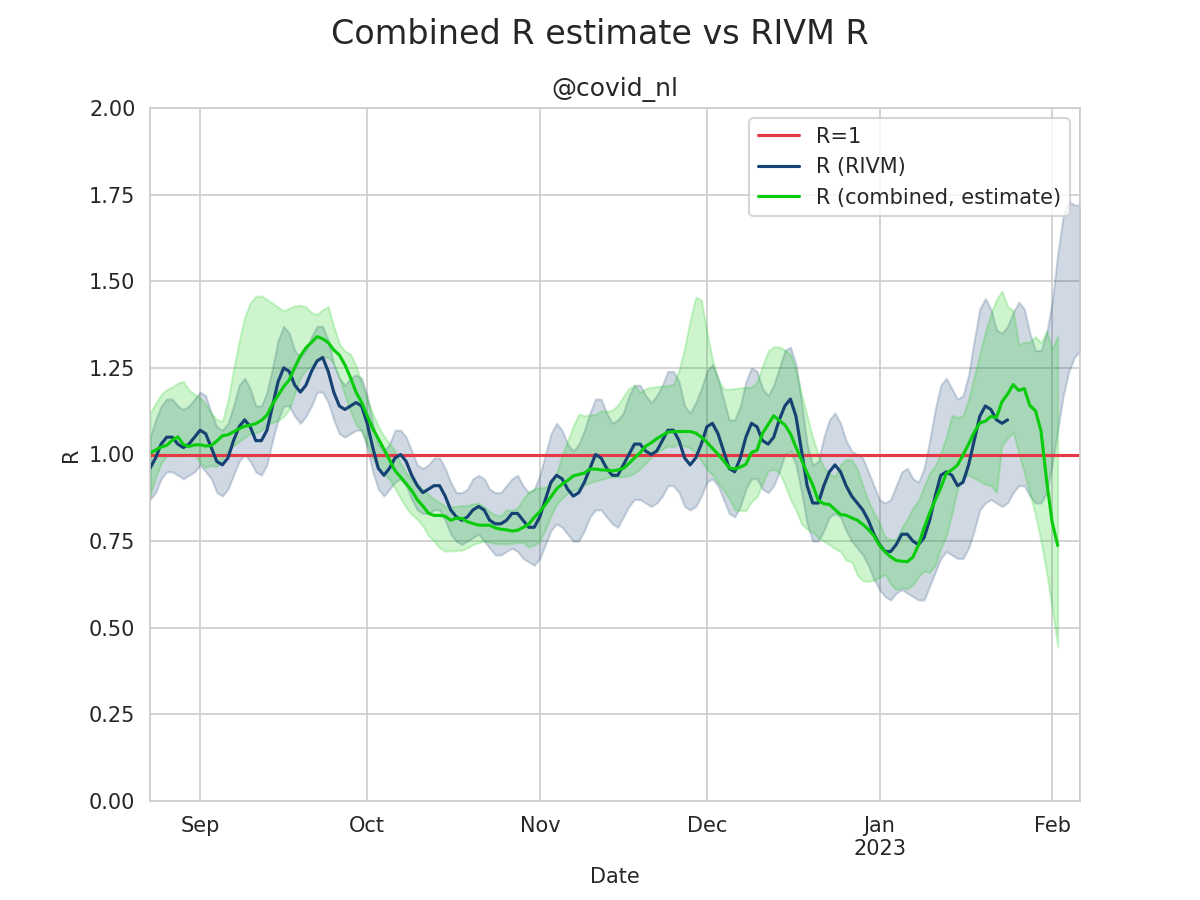 Combined R estimate vs RIVM R
@covid_nl
2.00
1.75
1.50
1.25
1.00
0.75
0.50
0.25
0.00
R
R=1
R (RIVM)
R (combined, estimate)
Sep Oct Nov Dec Jan Feb
2023
Date